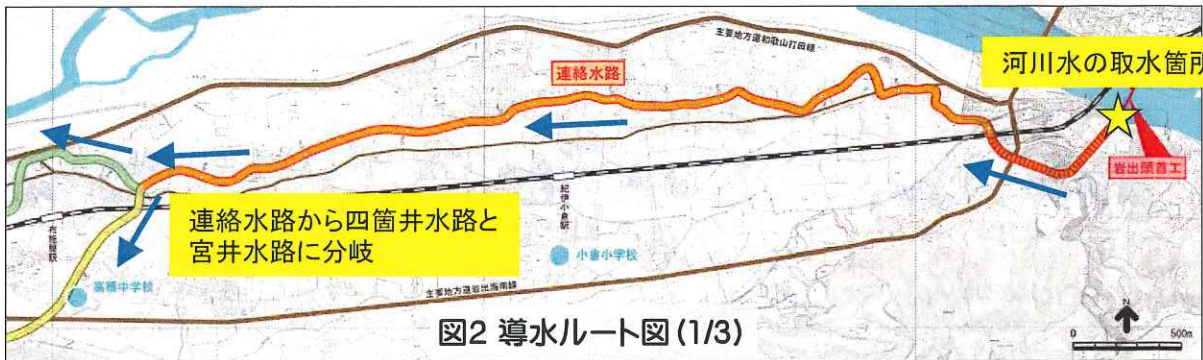 主要地方道和歌山打田線
河川水の取水箇所
連絡水路
岩出頭首工
連絡水路から四箇井水路と
宮井水路に分岐
布施屋駅
紀伊小倉駅
小倉小学校
高積中学校
主要地方道岩出海南線
N
0
500m
図2 導水ルート図(1/3)